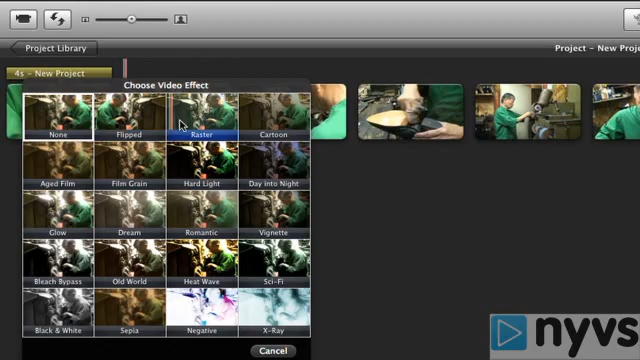 Project Library
Project - New Proje
4s - New Project
Choose Video Effect
None
Flipped
Raster
Cartoon
Aged Film
Film Grain
Hard Light
Day into Night
Glow
Dream
Romantic
Vignette
Bleach Bypass
Old World
Heat Wave
Sci-Fi
Black & White
Sepia
Negative
X-Ray
Cancel
nyvs